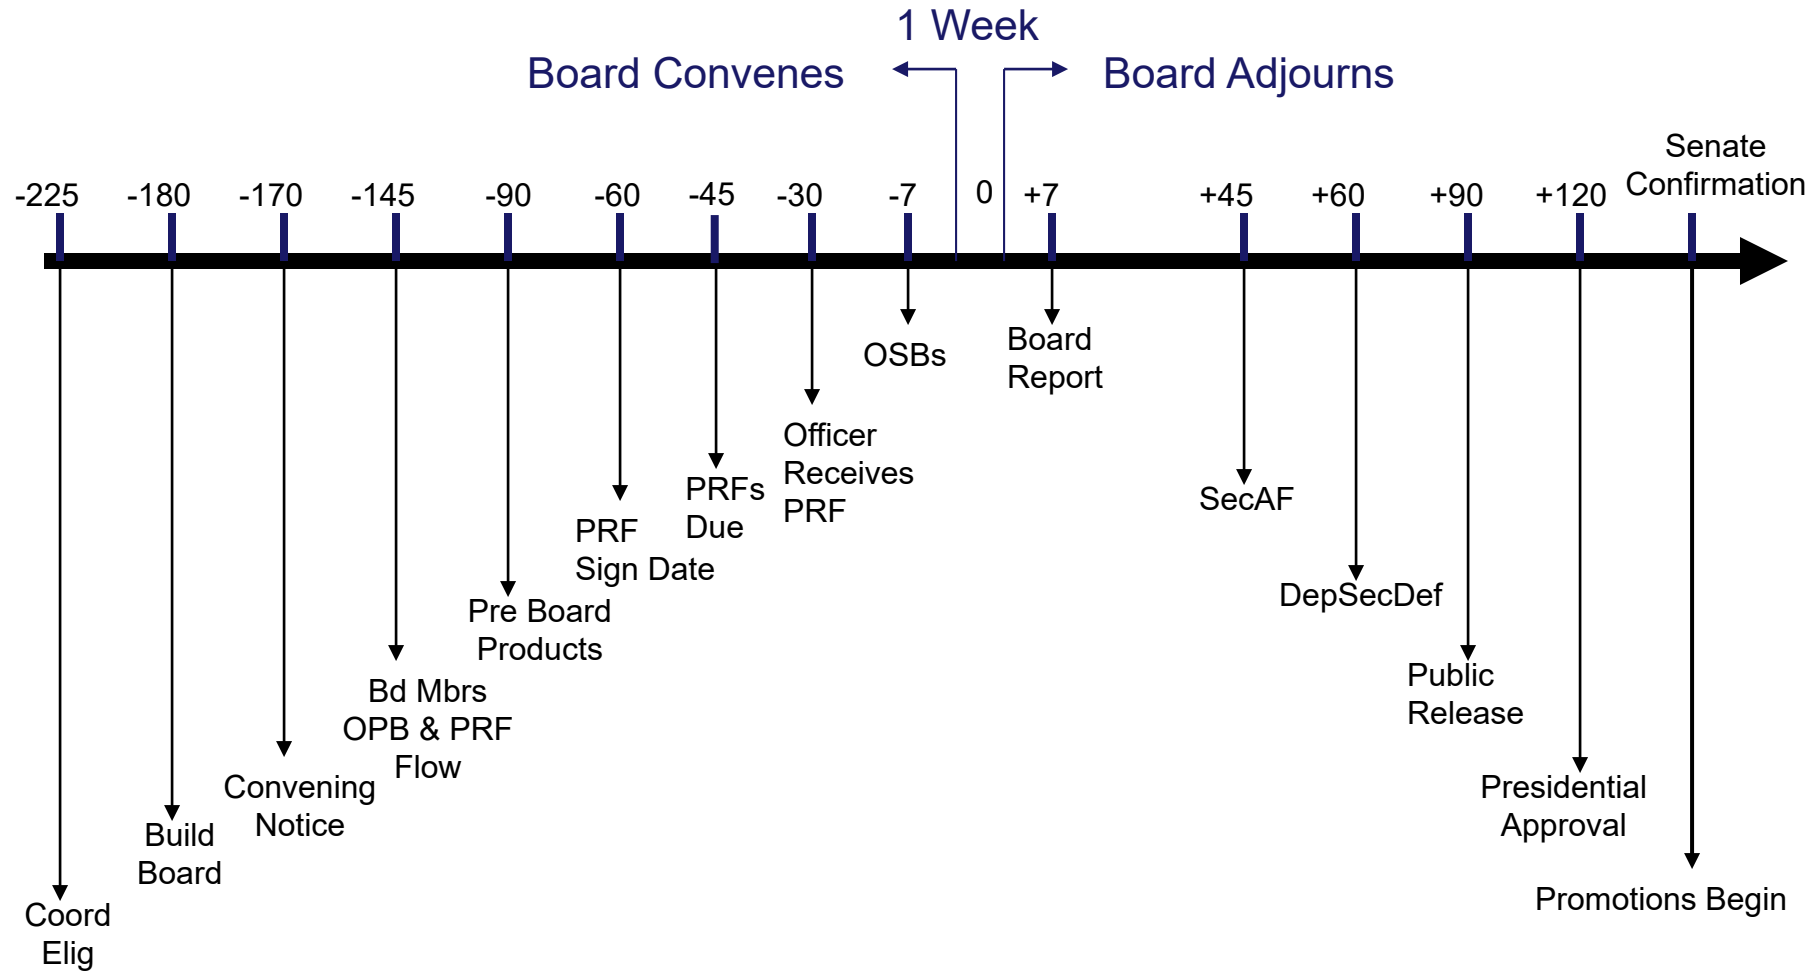 1 Week
Board Convenes
Board Adjourns
Senate
Confirmation
-225
-180
-170
-145
-90
-60
-45
-30
-7
0
+7
+45
+60
+90
+120
Coord
Elig
Build
Board
Convening
Notice
Bd Mbrs
OPB & PRF
Flow
Pre Board
Products
PRF
Sign Date
PRFs
Due
Officer
Receives
PRF
OSBs
Board
Report
SecAF
DepSecDef
Public
Release
Presidential
Approval
Promotions Begin